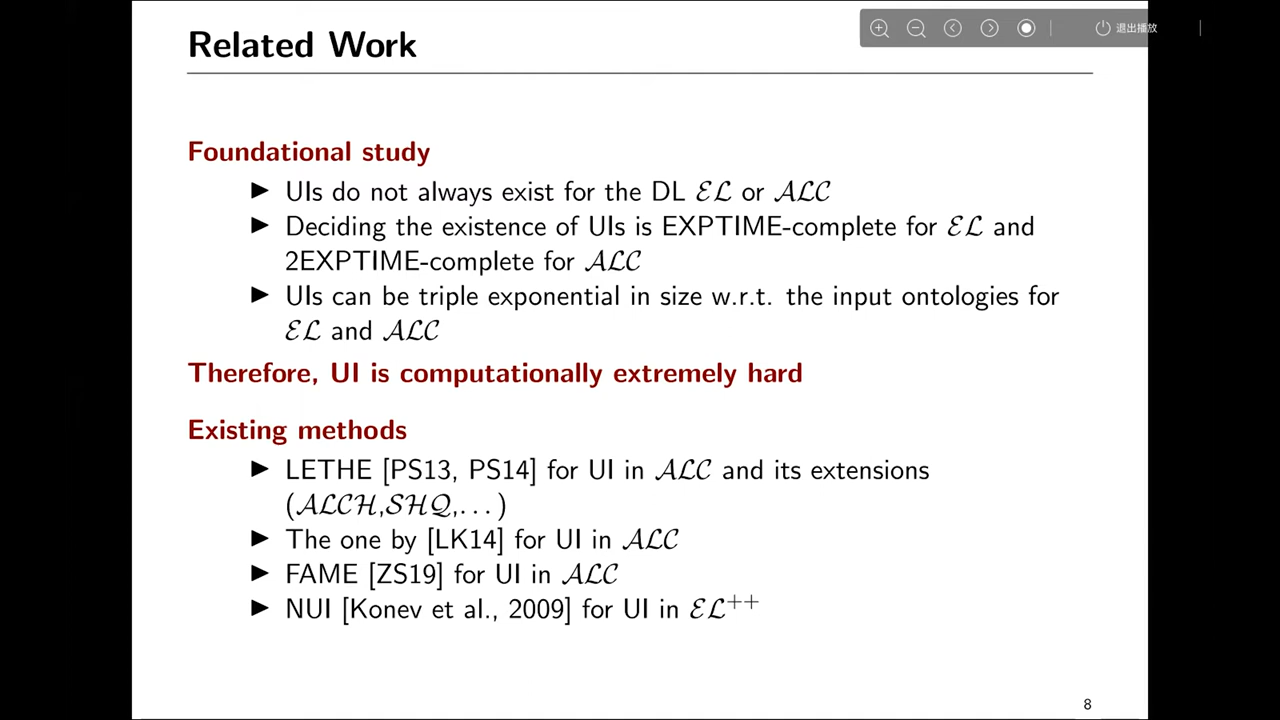 退出播放
Related Work
Foundational study
▶ UIs do not always exist for the DL ℰℒ or 𝒜ℒ𝒞
▶ Deciding the existence of UIs is EXPTIME-complete for ℰℒ and
2EXPTIME-complete for 𝒜ℒ𝒞
▶ UIs can be triple exponential in size w.r.t. the input ontologies for
ℰℒ and 𝒜ℒ𝒞
Therefore, UI is computationally extremely hard
Existing methods
▶ LETHE [PS13, PS14] for UI in 𝒜ℒ𝒞 and its extensions
(𝒜ℒ𝒞ℋ,𝒮ℋ𝒬,...)
▶ The one by [LK14] for UI in 𝒜ℒ𝒞
▶ FAME [ZS19] for UI in 𝒜ℒ𝒞
▶ NUI [Konev et al., 2009] for UI in ℰℒ⁺⁺
8